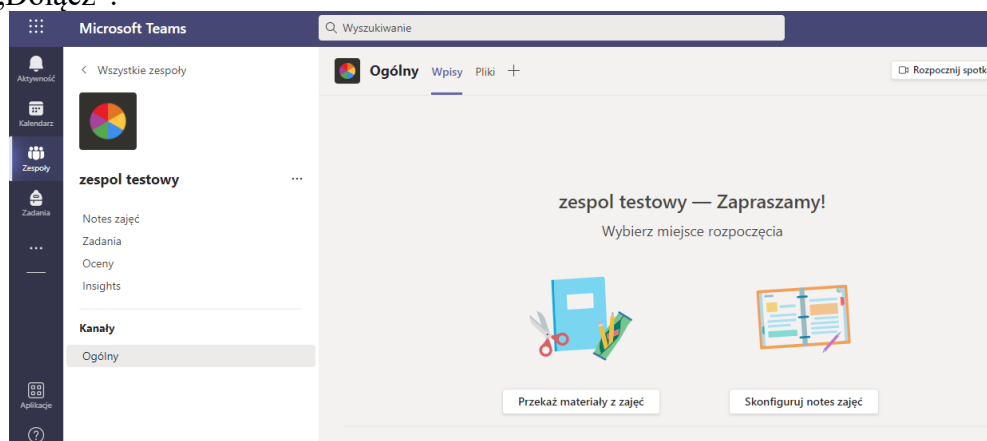 „Dołącz”.
Microsoft Teams
Wyszukiwanie
Aktywność
Kalendarz
Zespoły
Zadania
Aplikacje
Wszystkie zespoły
zespol testowy
Notes zajęć
Zadania
Oceny
Insights
Kanały
Ogólny
Ogólny Wpisy Pliki
Rozpocznij spotk
zespol testowy — Zapraszamy!
Wybierz miejsce rozpoczęcia
Przekaż materiały z zajęć
Skonfiguruj notes zajęć